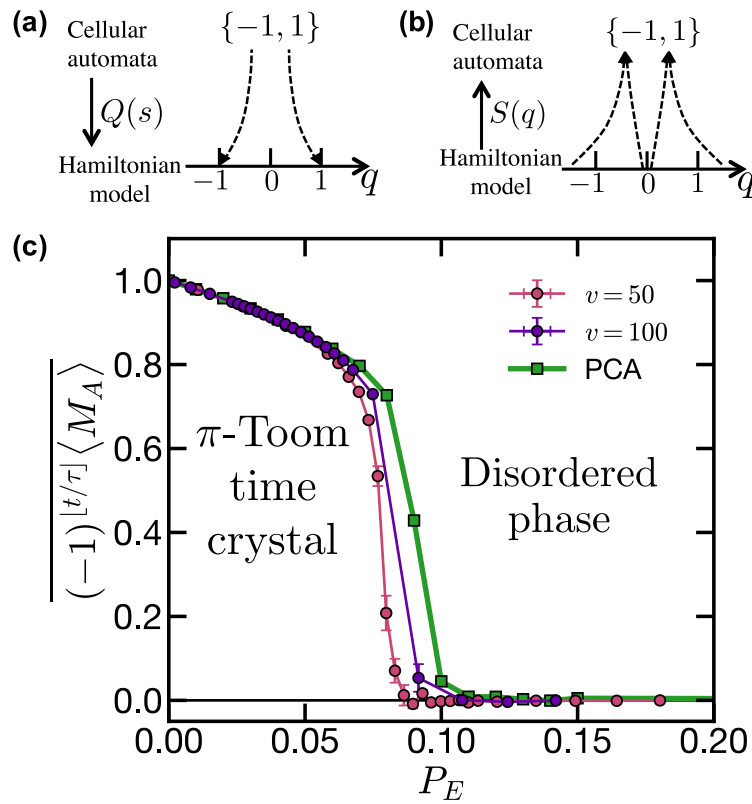 (a)
Cellular automata
{−1, 1}
Q(s)
Hamiltonian model
−1 0 1 q
(b)
Cellular automata
{−1, 1}
S(q)
Hamiltonian model
−1 0 1 q
(c)
1.0
0.8
0.6
0.4
0.2
0.0
(−1)^{⌊t/τ⌋}⟨M_A⟩
v = 50
v = 100
PCA
π-Toom
time
crystal
Disordered
phase
0.00 0.05 0.10 0.15 0.20
P_E